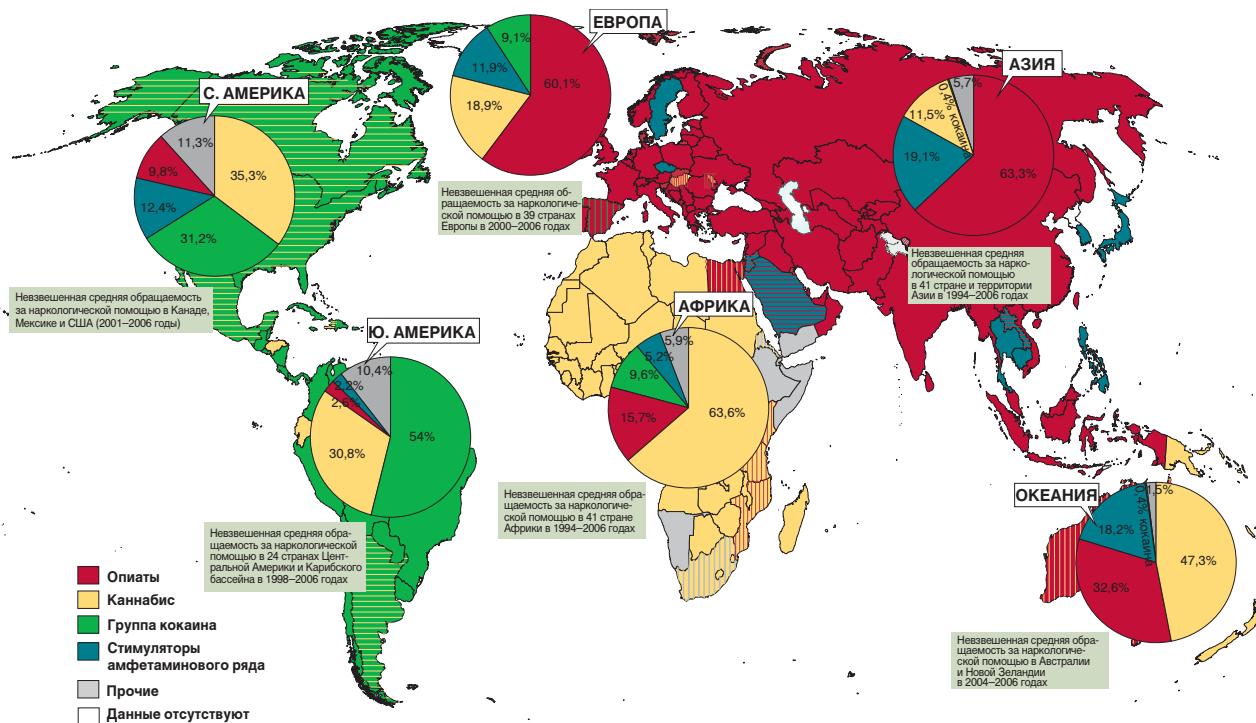 ЕВРОПА
9,1%
11,9%
60,1%
18,9%
Невзвешенная средняя об-
ращаемость за наркологи-
ческой помощью в 39 странах
Европы в 2000–2006 годах
АЗИЯ
5,7%
0,4% кокаина
11,5%
19,1%
63,3%
Невзвешенная средняя
обращаемость за нарко-
логической помощью
в 41 стране и территории
Азии в 1994–2006 годах
С. АМЕРИКА
11,3%
9,8%
35,3%
12,4%
31,2%
Невзвешенная средняя обращаемость
за наркологической помощью в Канаде,
Мексике и США (2001–2006 годы)
Ю. АМЕРИКА
10,4%
2,2%
2,6%
54%
30,8%
Невзвешенная средняя обра-
щаемость за наркологической
помощью в 24 странах Цент-
ральной Америки и Карибского
бассейна в 1998–2006 годах
АФРИКА
5,9%
5,2%
9,6%
63,6%
15,7%
Невзвешенная средняя обра-
щаемость за наркологиче-
ской помощью в 41 стране
Африки в 1994–2006 годах
ОКЕАНИЯ
1,5%
0,4% кокаина
18,2%
47,3%
32,6%
Невзвешенная средняя обра-
щаемость за наркологиче-
ской помощью в Австралии
и Новой Зеландии
в 2004–2006 годах
Опиаты
Каннабис
Группа кокаина
Стимуляторы
амфетаминового ряда
Прочие
Данные отсутствуют